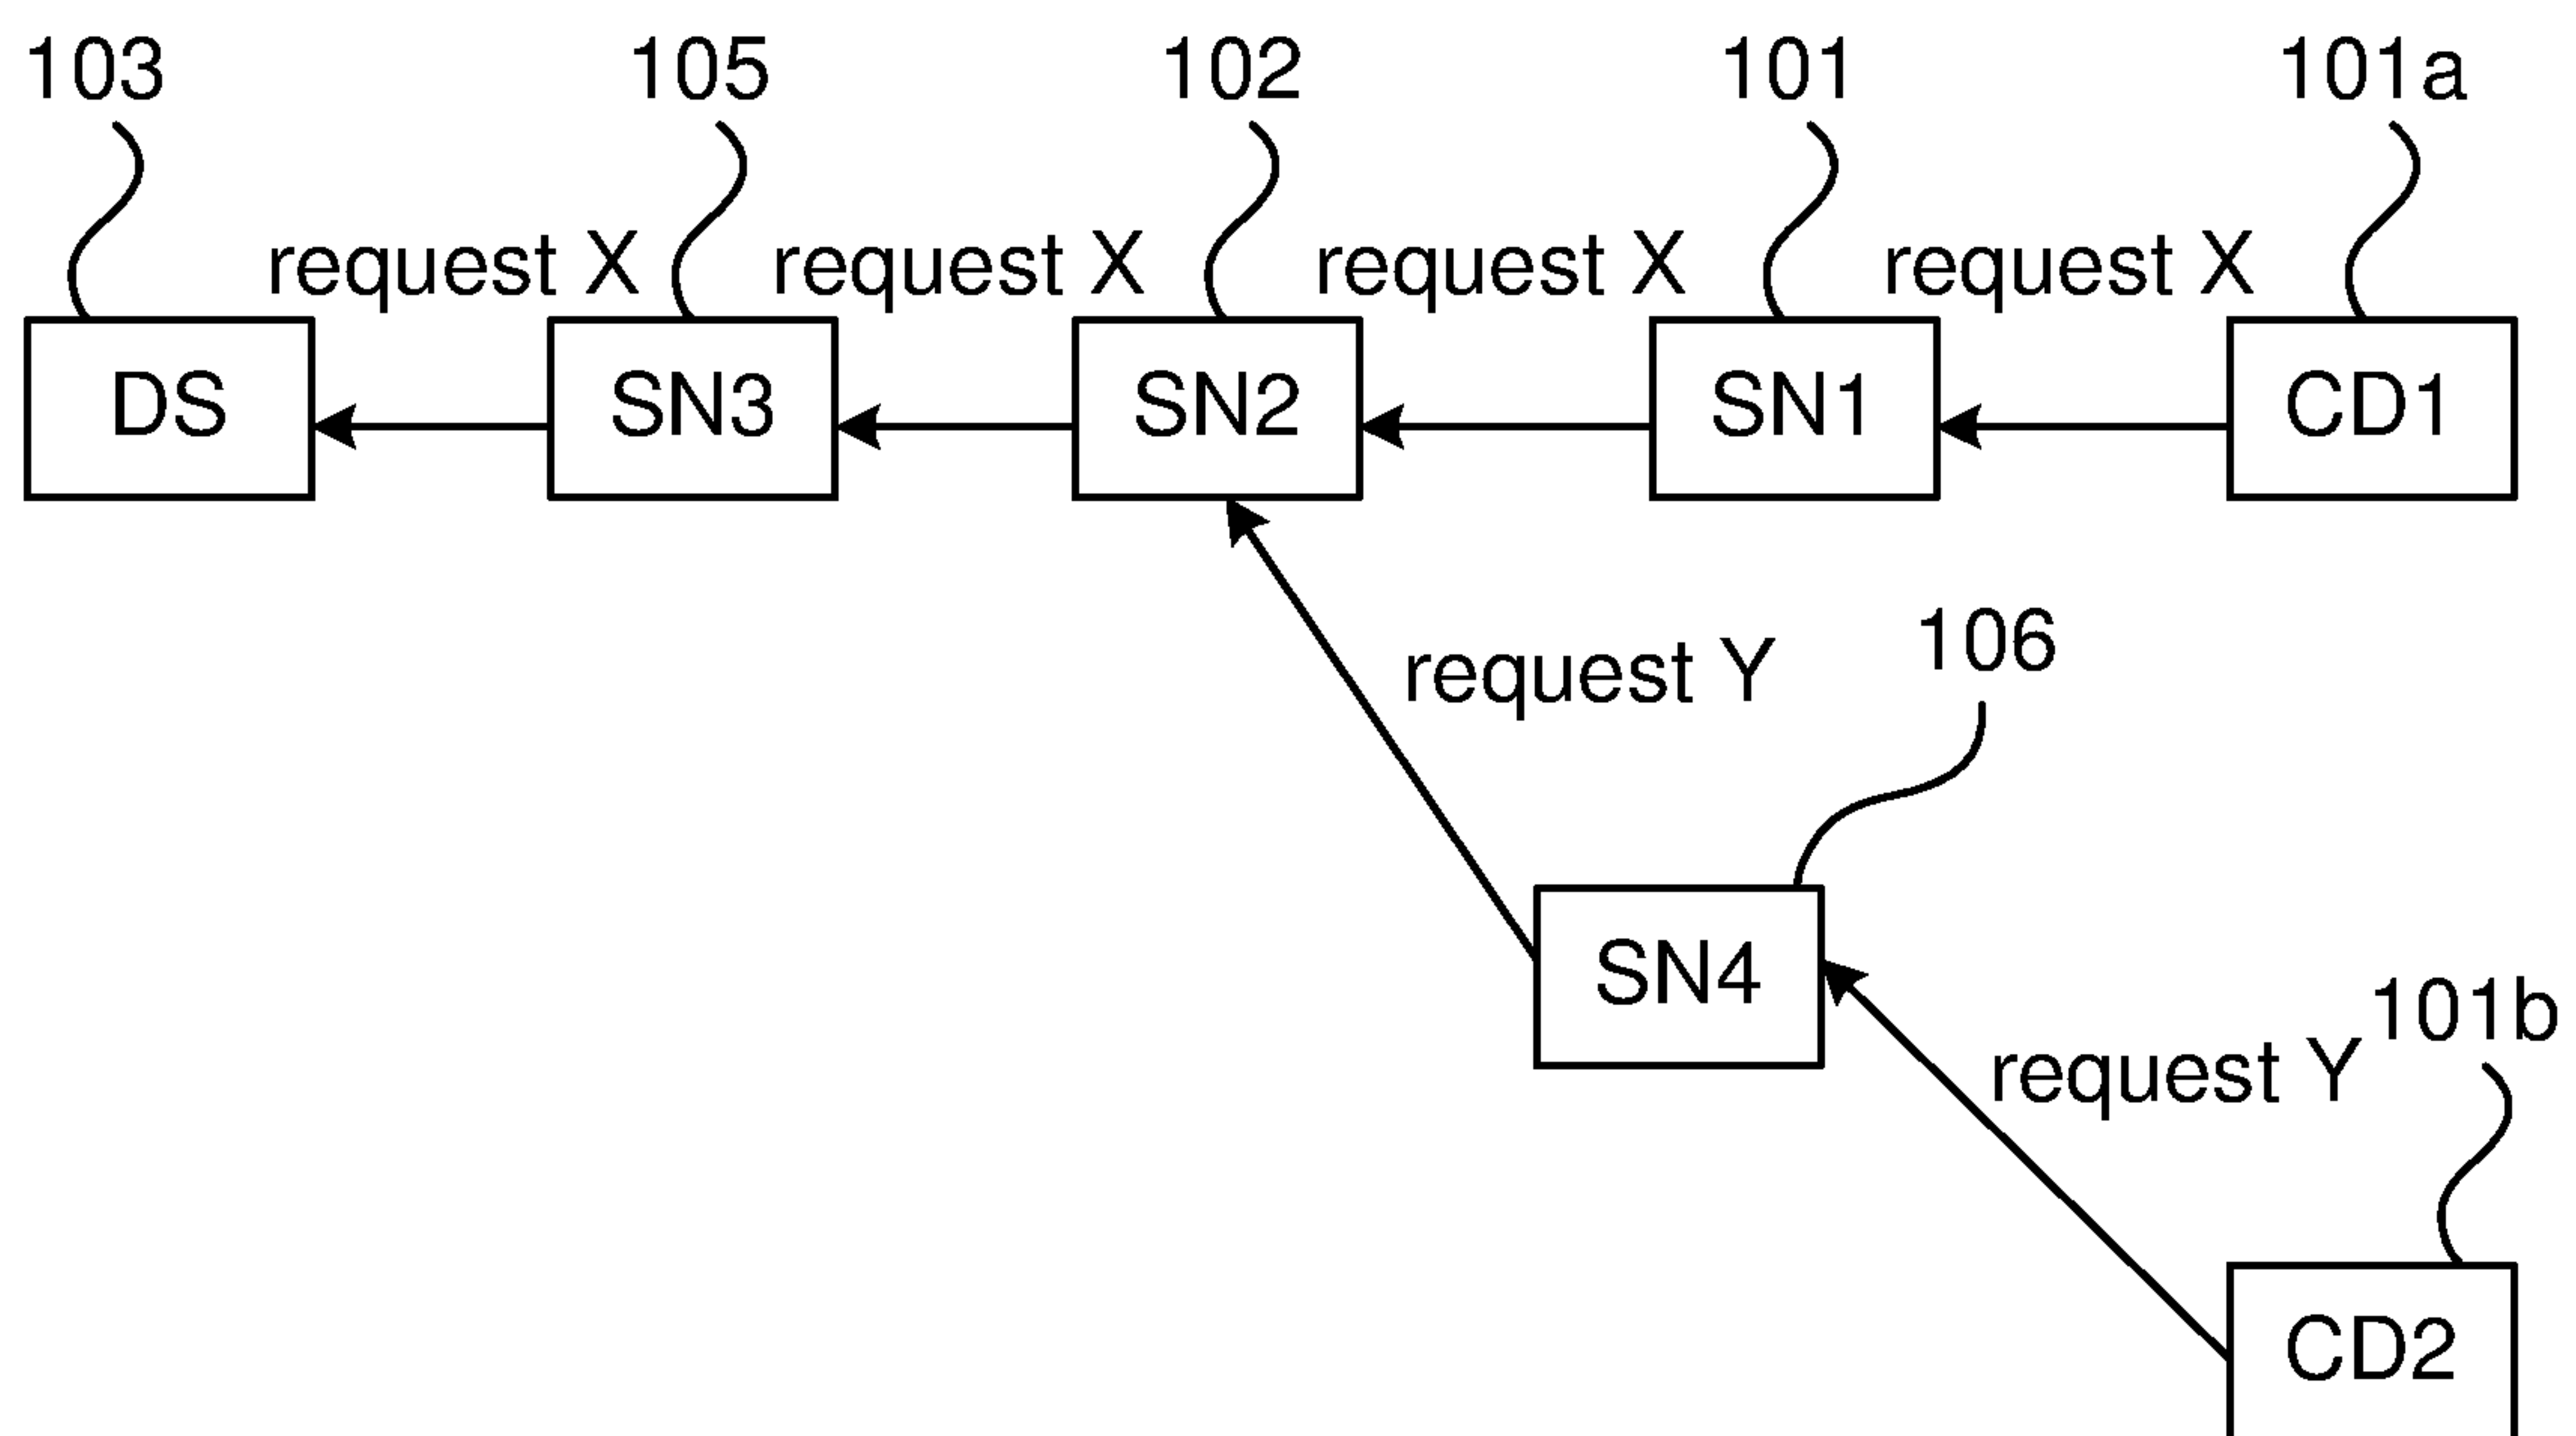 103 105 102 101 101a
request X request X request X request X
DS SN3 SN2 SN1 CD1
106
request Y
SN4
101b
request Y
CD2